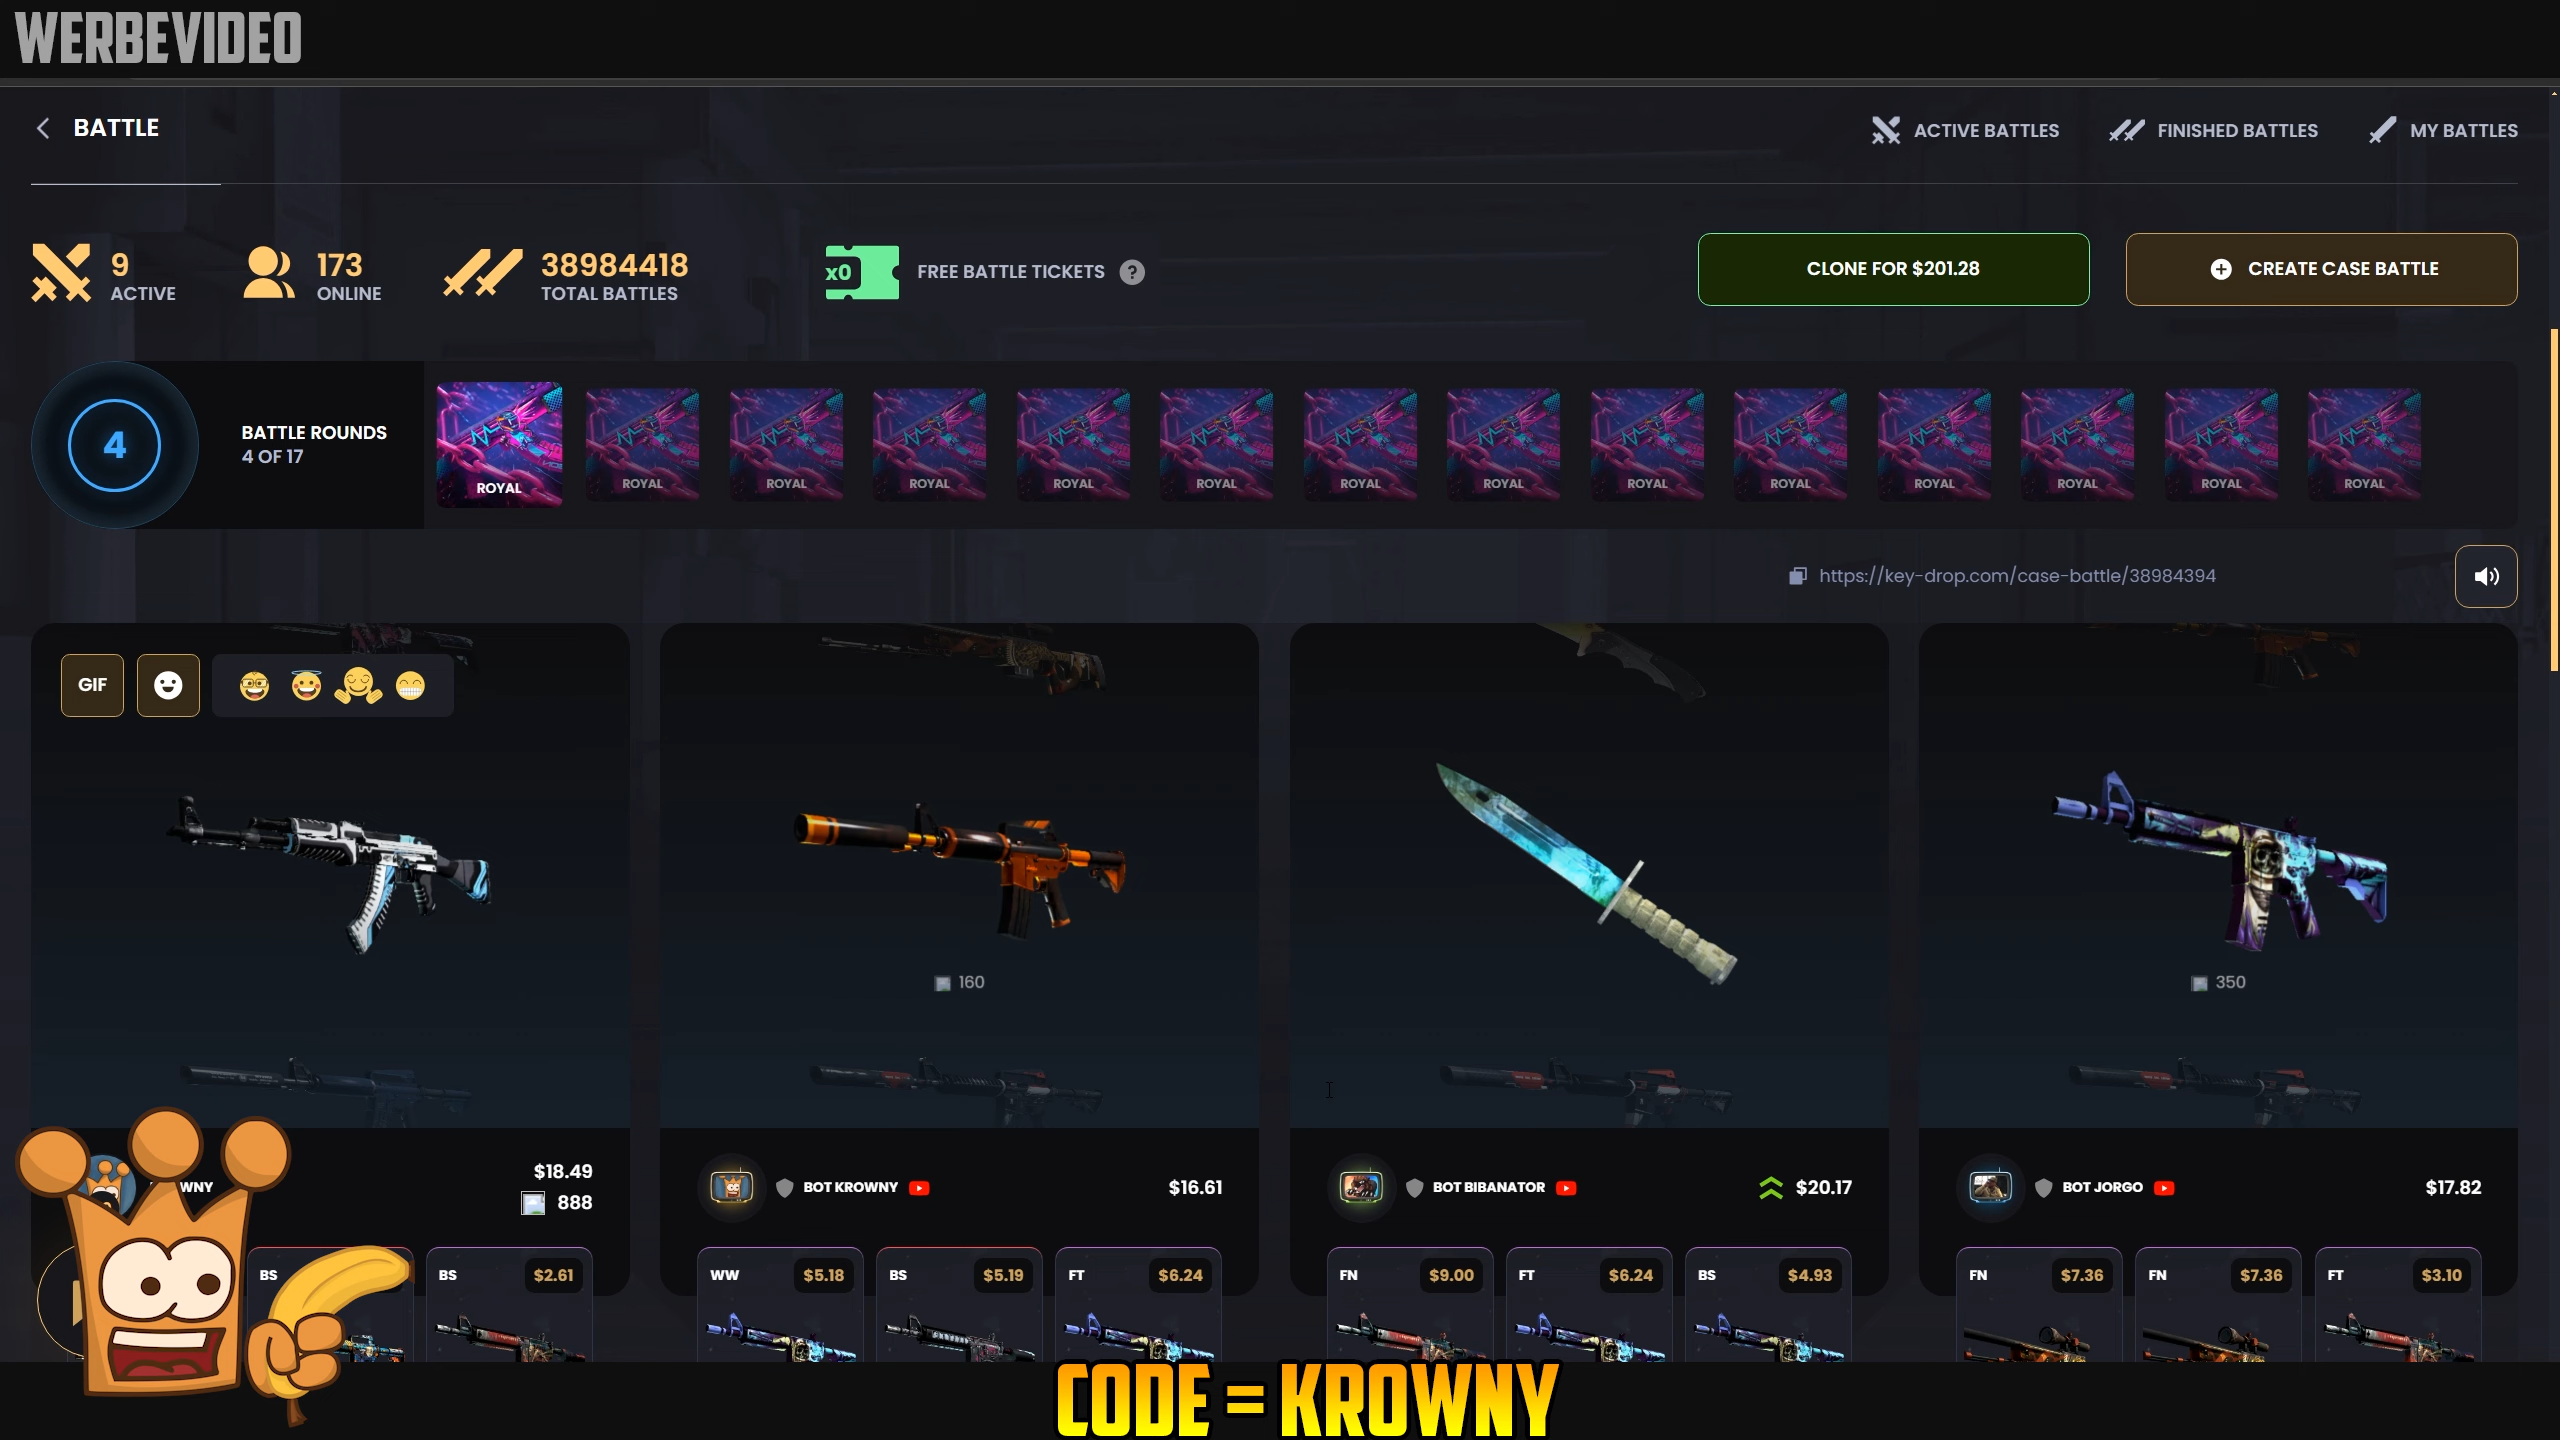 WERBEVIDEO
BATTLE
ACTIVE BATTLES
FINISHED BATTLES
MY BATTLES
9
ACTIVE
173
ONLINE
38984418
TOTAL BATTLES
x0
FREE BATTLE TICKETS ?
CLONE FOR $201.28
CREATE CASE BATTLE
4
BATTLE ROUNDS
4 OF 17
ROYAL
ROYAL
ROYAL
ROYAL
ROYAL
ROYAL
ROYAL
ROYAL
ROYAL
ROYAL
ROYAL
ROYAL
ROYAL
ROYAL
https://key-drop.com/case-battle/38984394
GIF
160
350
WNY
$18.49
888
BOT KROWNY
$16.61
BOT BIBANATOR
$20.17
BOT JORGO
$17.82
BS
BS $2.61
WW $5.18
BS $5.19
FT $6.24
FN $9.00
FT $6.24
BS $4.93
FN $7.36
FN $7.36
FT $3.10
CODE = KROWNY